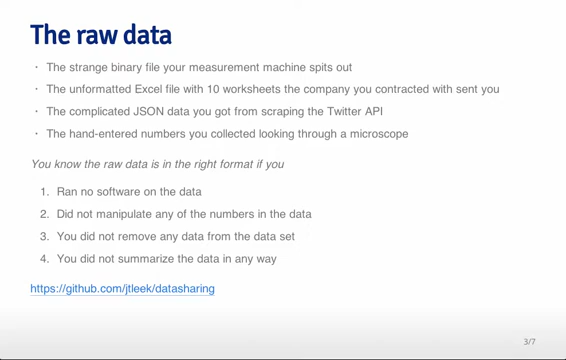 The raw data
· The strange binary file your measurement machine spits out
· The unformatted Excel file with 10 worksheets the company you contracted with sent you
· The complicated JSON data you got from scraping the Twitter API
· The hand-entered numbers you collected looking through a microscope
You know the raw data is in the right format if you
1. Ran no software on the data
2. Did not manipulate any of the numbers in the data
3. You did not remove any data from the data set
4. You did not summarize the data in any way
https://github.com/jtleek/datasharing
3/7